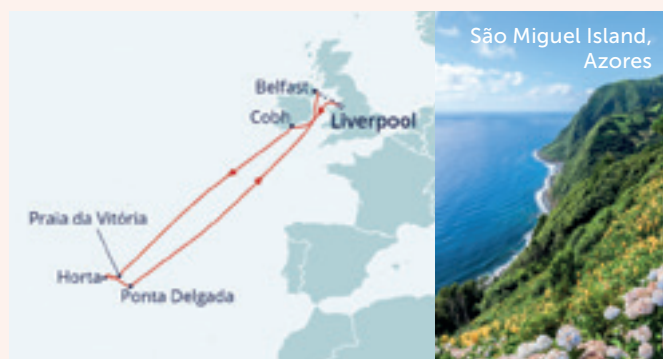 São Miguel Island,
Azores
Belfast
Cobh
Liverpool
Praia da Vitória
Horta
Ponta Delgada